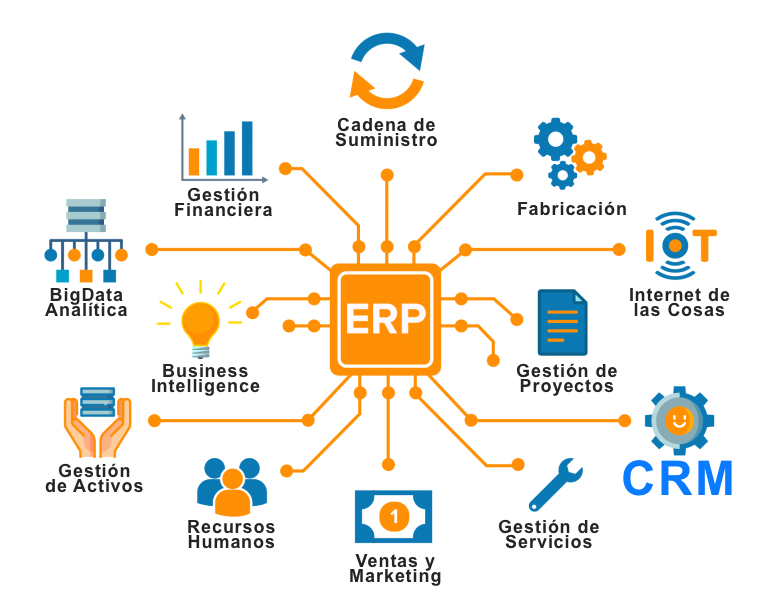 Cadena de
Suministro
Gestión
Financiera
Fabricación
IoT
BigData
Analítica
Internet de
las Cosas
ERP
Business
Intelligence
Gestión de
Proyectos
Gestión
de Activos
CRM
Recursos
Humanos
1
Ventas y
Marketing
Gestión de
Servicios